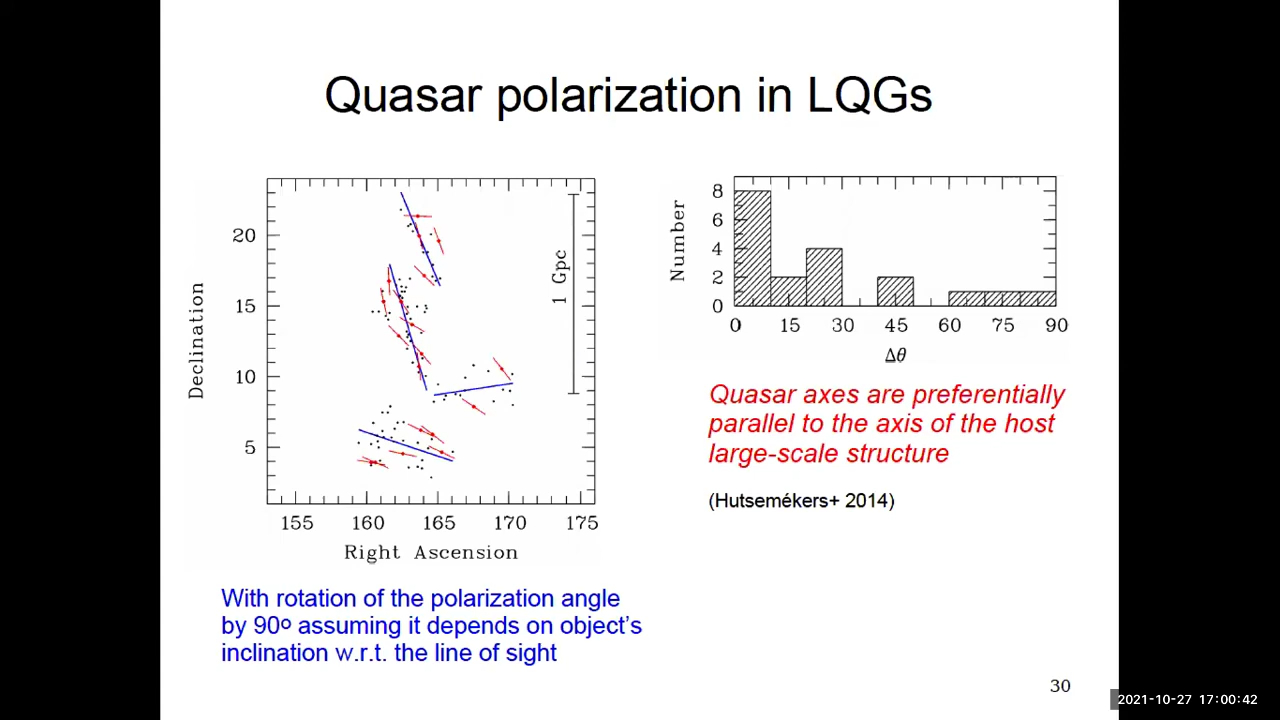 Quasar polarization in LQGs
Declination
20
15
10
5
1 Gpc
155 160 165 170 175
Right Ascension
Number
8
6
4
2
0
0 15 30 45 60 75 90
Δθ
Quasar axes are preferentially
parallel to the axis of the host
large-scale structure
(Hutsemékers+ 2014)
With rotation of the polarization angle
by 90º assuming it depends on object's
inclination w.r.t. the line of sight
30
2021-10-27 17:00:42